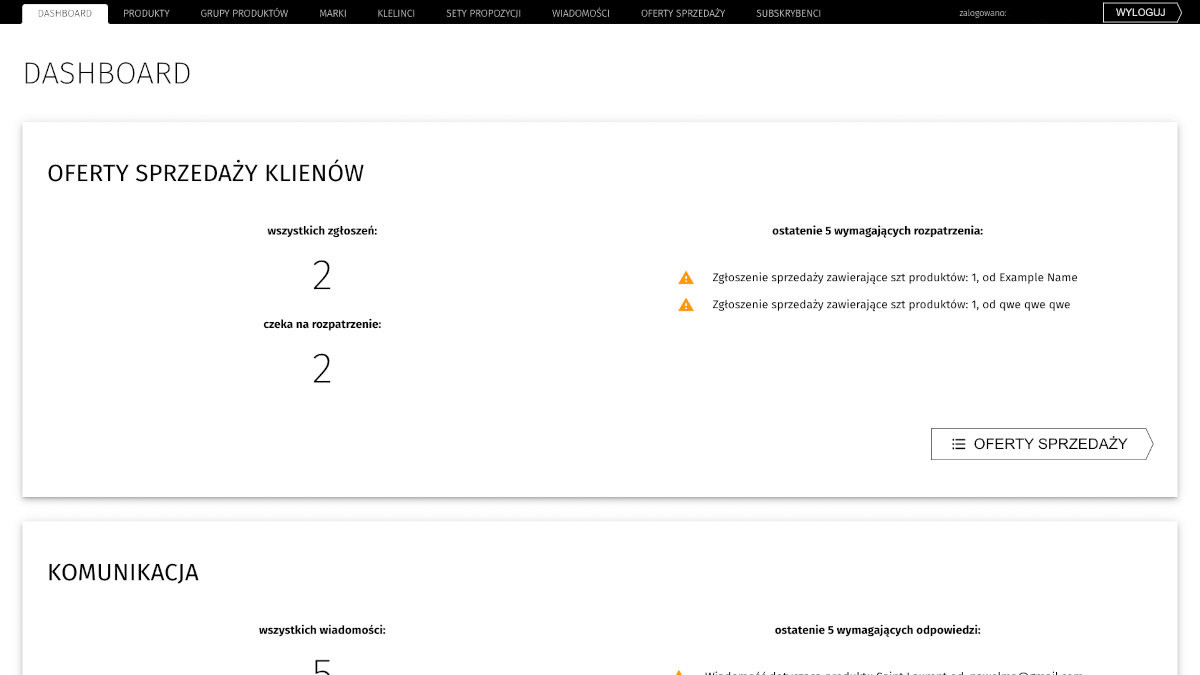 DASHBOARD PRODUKTY GRUPY PRODUKTÓW MARKI KLELINCI SETY PROPOZYCJI WIADOMOŚCI OFERTY SPRZEDAŻY SUBSKRYBENCI zalogowano: WYLOGUJ
DASHBOARD
OFERTY SPRZEDAŻY KLIENÓW
wszystkich zgłoszeń:
2
czeka na rozpatrzenie:
2
ostatenie 5 wymagających rozpatrzenia:
Zgłoszenie sprzedaży zawierające szt produktów: 1, od Example Name
Zgłoszenie sprzedaży zawierające szt produktów: 1, od qwe qwe qwe
OFERTY SPRZEDAŻY
KOMUNIKACJA
wszystkich wiadomości:
5
ostatenie 5 wymagających odpowiedzi: